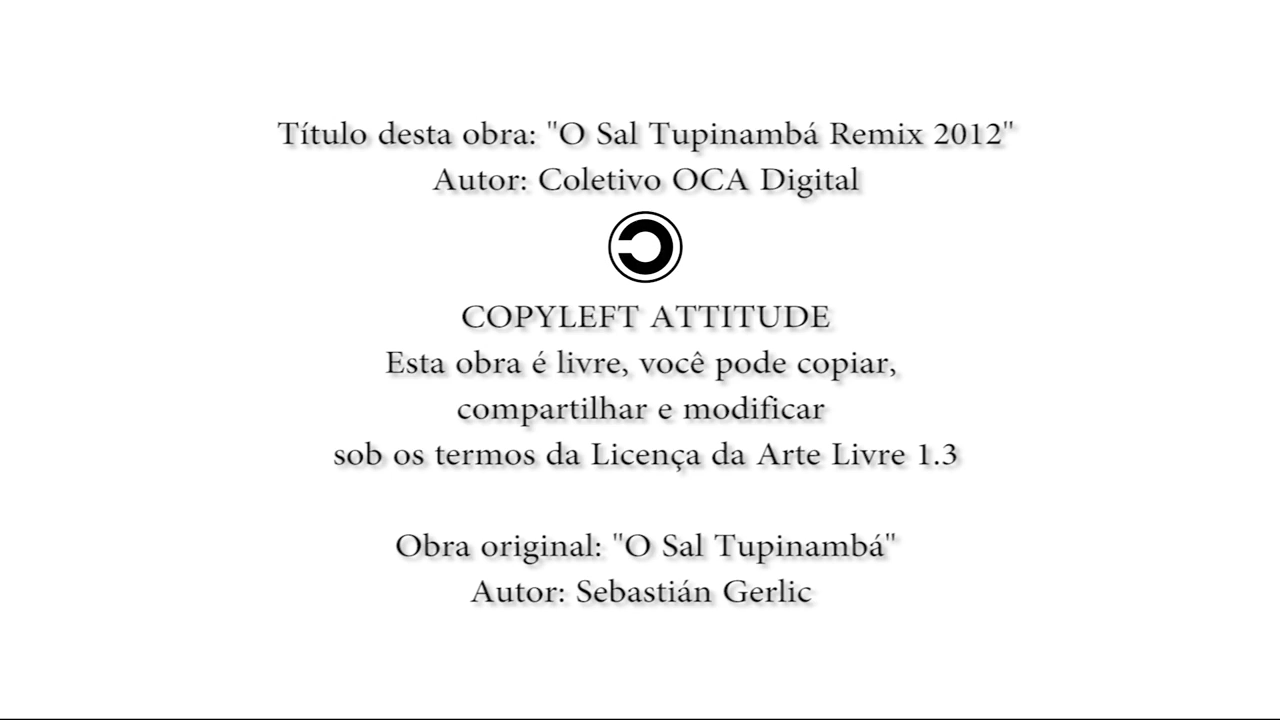 Título desta obra: "O Sal Tupinambá Remix 2012"
Autor: Coletivo OCA Digital
COPYLEFT ATTITUDE
Esta obra é livre, você pode copiar,
compartilhar e modificar
sob os termos da Licença da Arte Livre 1.3
Obra original: "O Sal Tupinambá"
Autor: Sebastián Gerlic